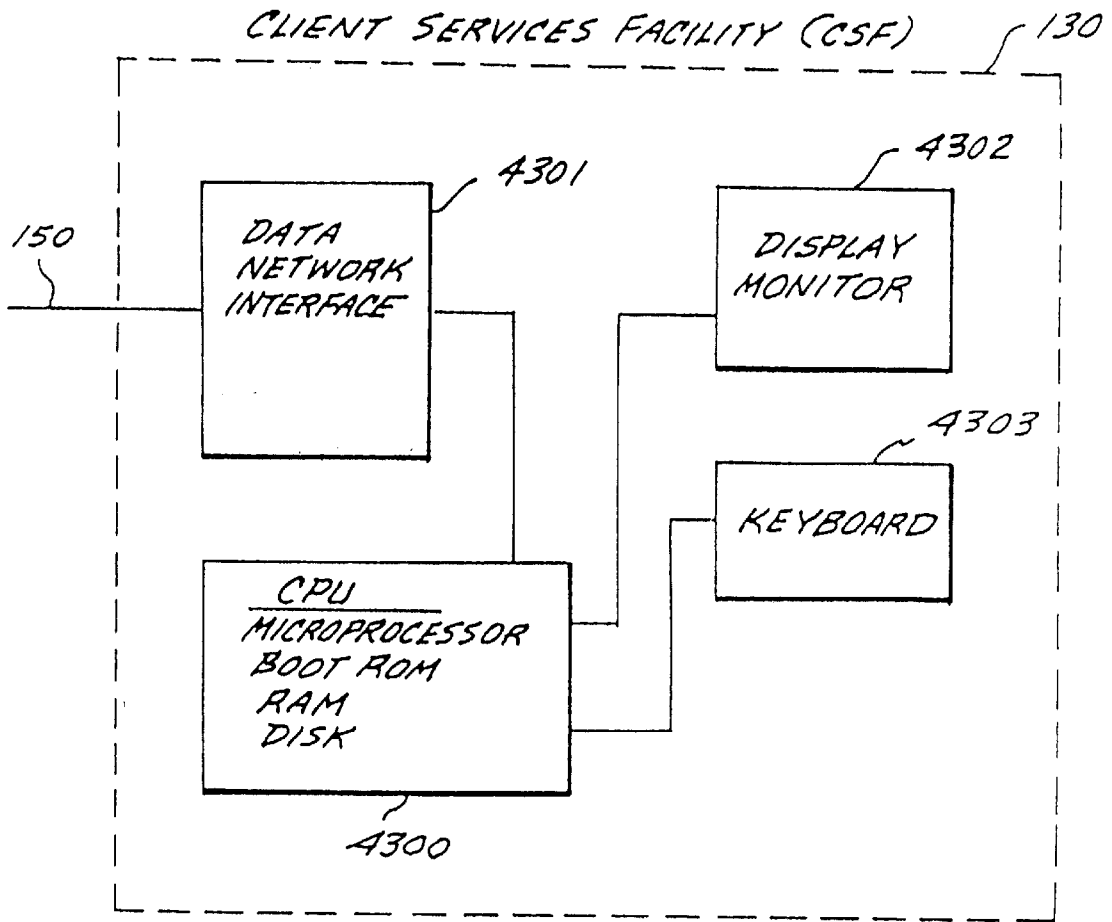 CLIENT SERVICES FACILITY (CSF)
130
4301
4302
150
DATA
NETWORK
INTERFACE
DISPLAY
MONITOR
4303
KEYBOARD
CPU
MICROPROCESSOR
BOOT ROM
RAM
DISK
4300